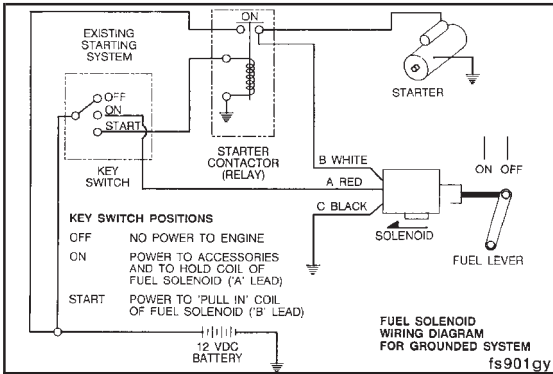 ON
EXISTING
STARTING
SYSTEM
OFF
ON
START
KEY
SWITCH
STARTER
CONTACTOR
(RELAY)
STARTER
B WHITE
A RED
C BLACK
SOLENOID
ON OFF
FUEL LEVER
KEY SWITCH POSITIONS
OFF NO POWER TO ENGINE
ON POWER TO ACCESSORIES
AND TO HOLD COIL OF
FUEL SOLENOID ('A' LEAD)
START POWER TO 'PULL IN' COIL
OF FUEL SOLENOID ('B' LEAD)
12 VDC
BATTERY
FUEL SOLENOID
WIRING DIAGRAM
FOR GROUNDED SYSTEM
fs901gy